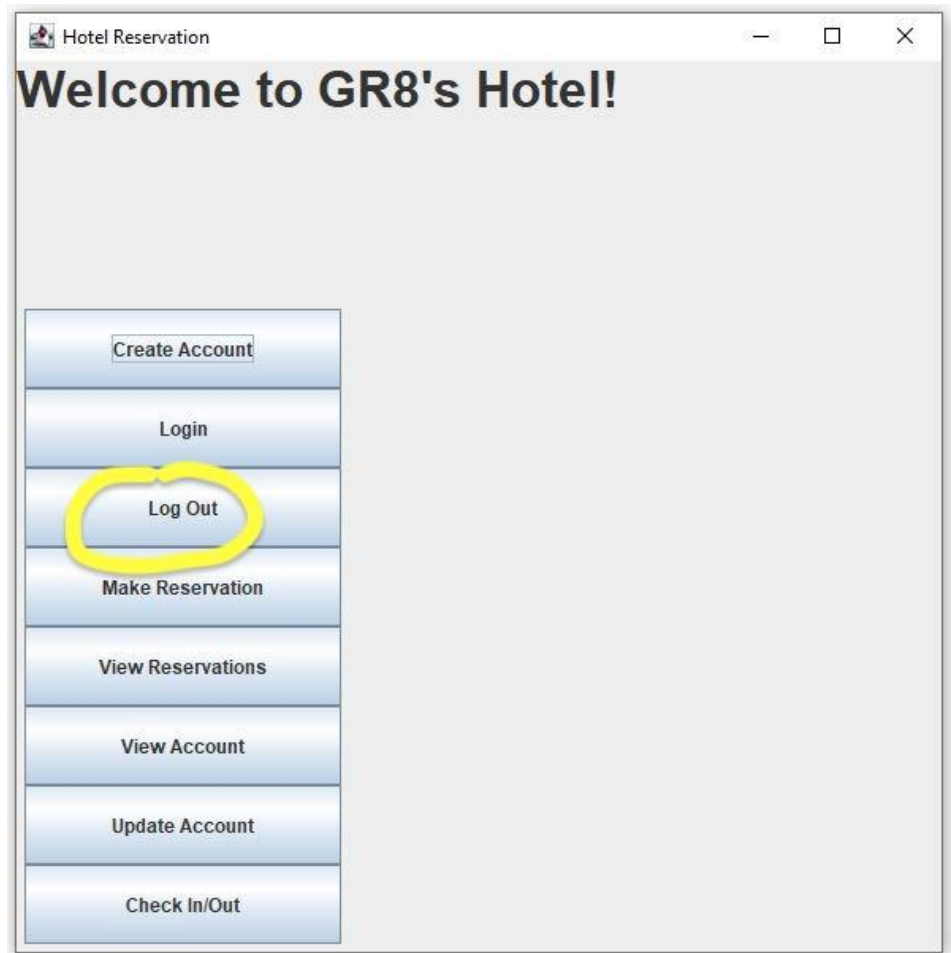 Hotel Reservation
Welcome to GR8's Hotel!
Create Account
Login
Log Out
Make Reservation
View Reservations
View Account
Update Account
Check In/Out